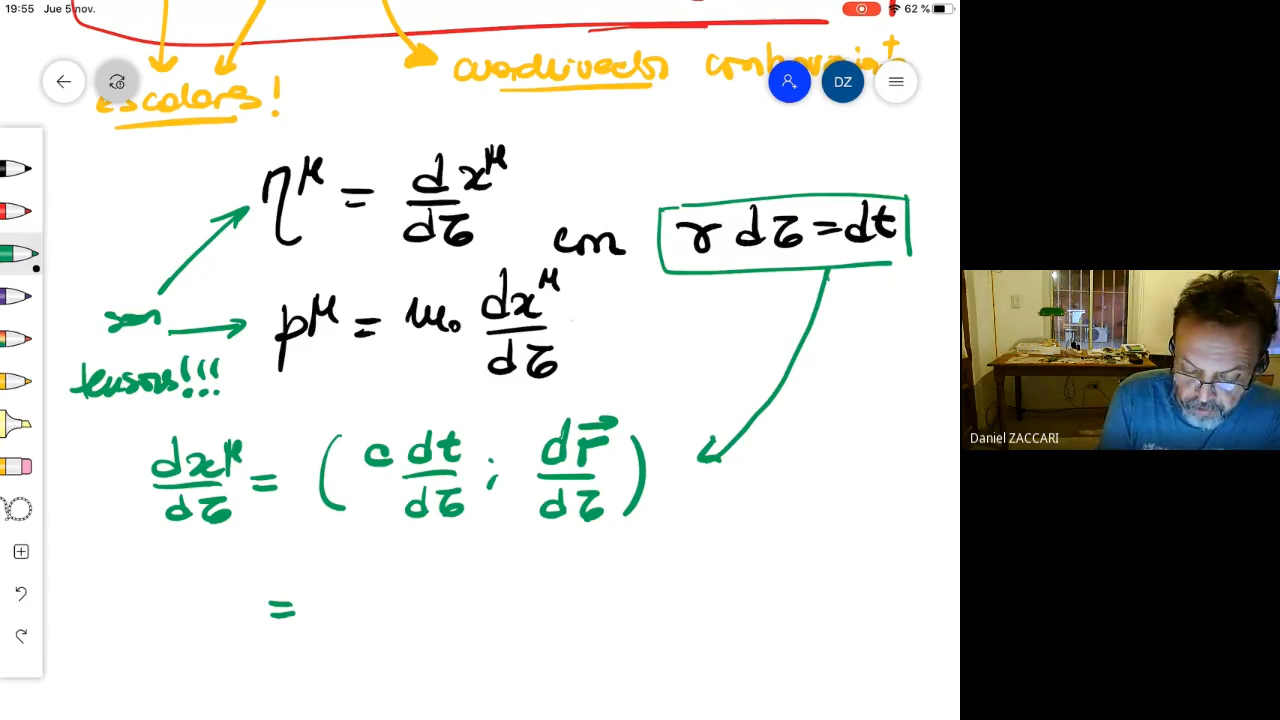 19:55 Jue 5 nov. 62 %
cuadrivector
escalares!
DZ
η^μ = dx^μ/dτ con γ dτ = dt
p^μ = m₀ dx^μ/dτ
son
tensores!!!
dx^μ/dτ = (c dt/dτ ; dr⃗/dτ)
=
Daniel ZACCARI